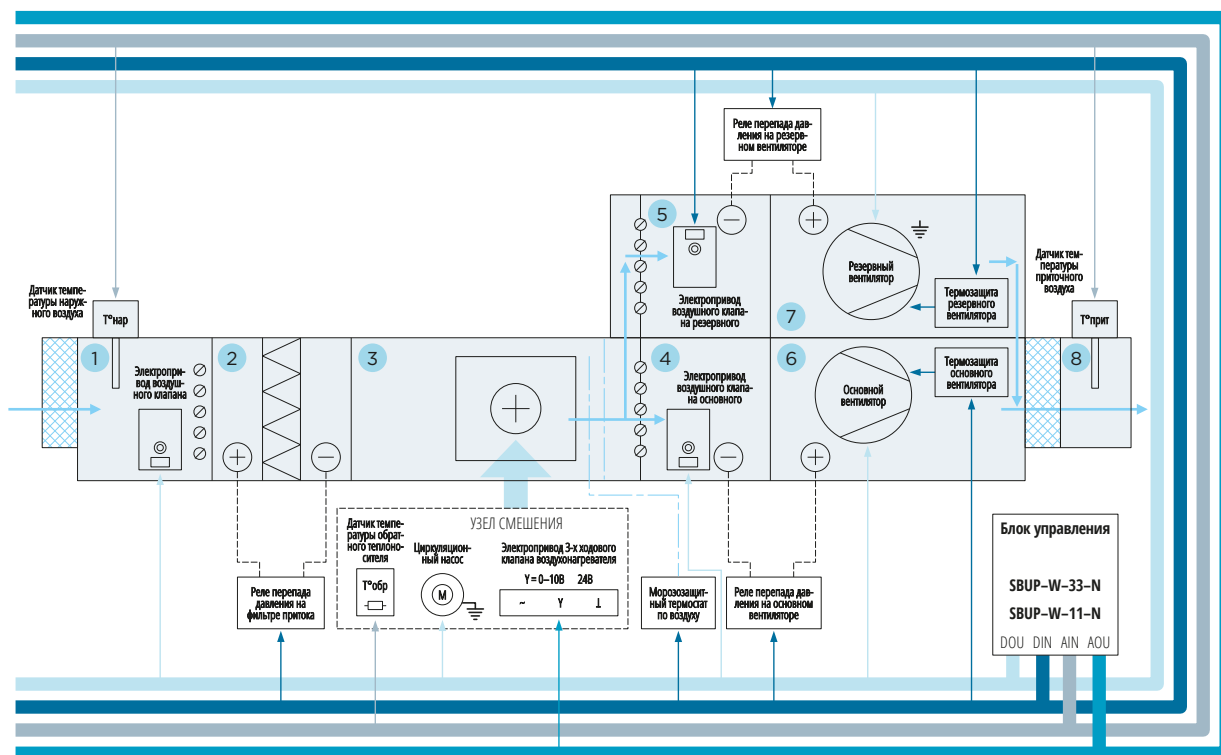 Реле перепада дав-
ления на резерв-
ном вентиляторе
5
Электропривод
воздушного клапа-
на резервного
Резервный
вентилятор
Термозащита
резервного
вентилятора
7
Датчик темпе-
ратуры наруж-
ного воздуха
T°нар
Датчик тем-
пературы
приточного
воздуха
T°прит
1
Электропри-
вод воздуш-
ного клапана
2
3
4
Электропривод
воздушного клапа-
на основного
6
Основной
вентилятор
Термозащита
основного
вентилятора
8
УЗЕЛ СМЕШЕНИЯ
Датчик темпе-
ратуры обрат-
ного теплоно-
сителя
T°обр
Циркуляцион-
ный насос
M
Электропривод 3-х ходового
клапана воздухонагревателя
Y = 0–10В 24В
~ Y ⊥
Реле перепада
давления на
фильтре притока
Морозозащит-
ный термостат
по воздуху
Реле перепада дав-
ления на основном
вентиляторе
Блок управления
SBUP–W–33–N
SBUP–W–11–N
DOU DIN AIN AOU